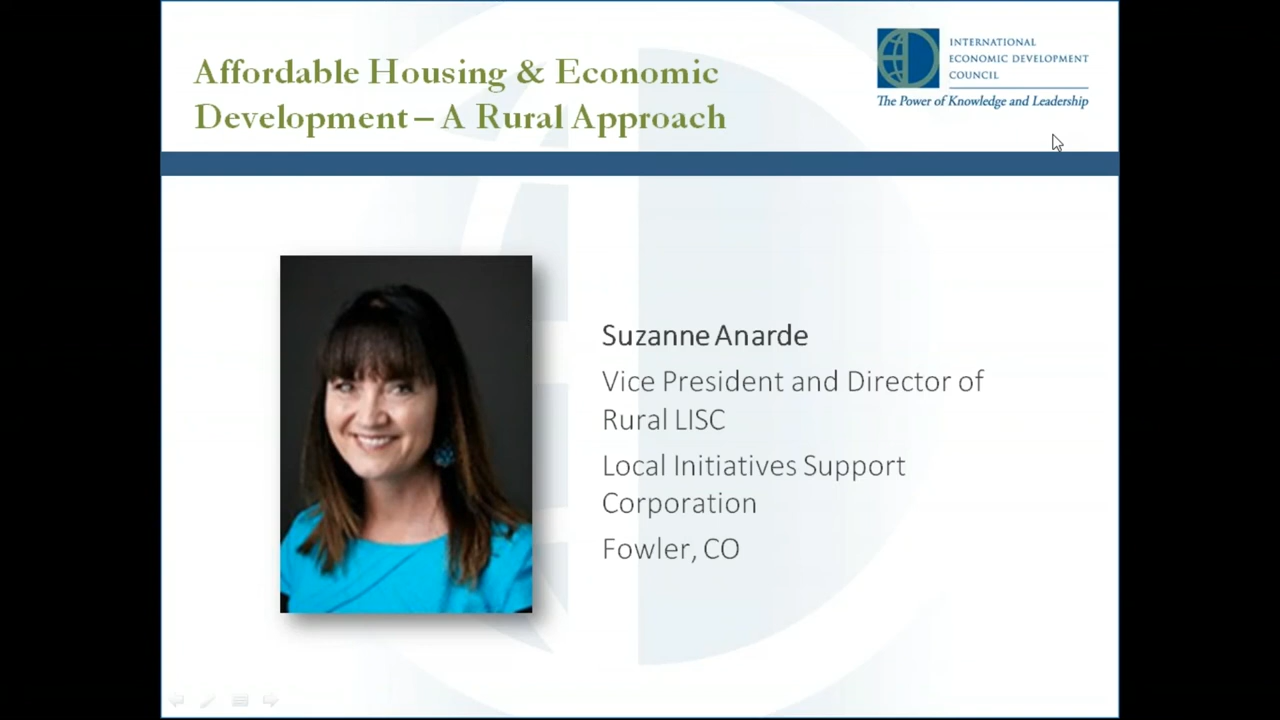 Affordable Housing & Economic
Development – A Rural Approach
INTERNATIONAL
ECONOMIC DEVELOPMENT
COUNCIL
The Power of Knowledge and Leadership
Suzanne Anarde
Vice President and Director of
Rural LISC
Local Initiatives Support
Corporation
Fowler, CO